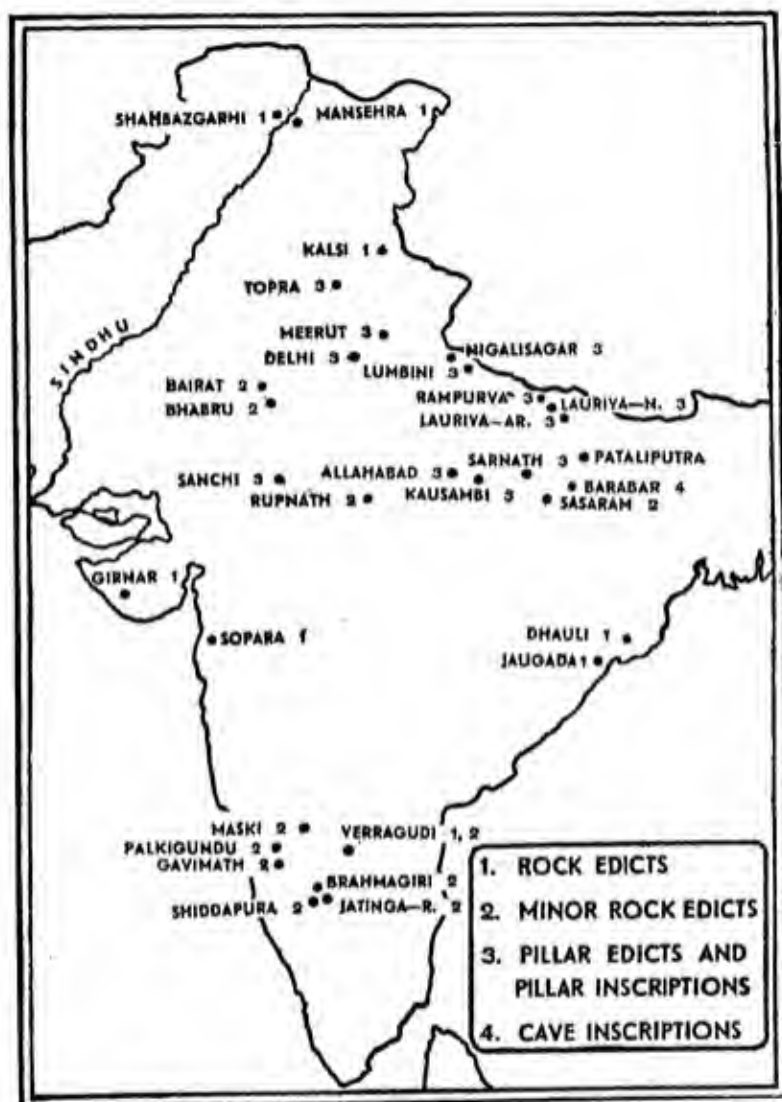 SHAHBAZGARHI 1
MANSEHRA 1
KALSI 1
TOPRA 3
SINDHU
MEERUT 3
DELHI 3
NIGALISAGAR 3
LUMBINI 3
BAIRAT 2
BHABRU 2
RAMPURVA 3
LAURIYA—N. 3
LAURIVA—AR. 3
SARNATH 3
PATALIPUTRA
SANCHI 3
ALLAHABAD 3
KAUSAMBI 3
BARABAR 4
RUPNATH 2
SASARAM 2
GIRNAR 1
SOPARA 1
DHAULI 1
JAUGADA 1
MASKI 2
VERRAGUDI 1, 2
PALKIGUNDU 2
GAVIMATH 2
BRAHMAGIRI 2
SHIDDAPURA 2
JATINGA—R. 2
1. ROCK EDICTS
2. MINOR ROCK EDICTS
3. PILLAR EDICTS AND
PILLAR INSCRIPTIONS
4. CAVE INSCRIPTIONS